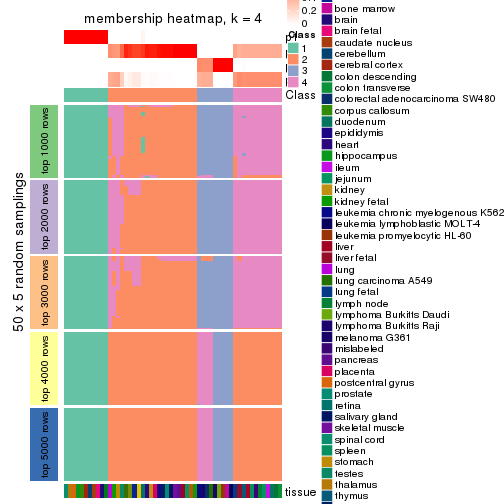 membership heatmap, k = 4
0.2
0
Class
1
2
3
4
Class
50 x 5 random samplings
top 1000 rows
top 2000 rows
top 3000 rows
top 4000 rows
top 5000 rows
tissue
bone marrow
brain
brain fetal
caudate nucleus
cerebellum
cerebral cortex
colon descending
colon transverse
colorectal adenocarcinoma SW480
corpus callosum
duodenum
epididymis
heart
hippocampus
ileum
jejunum
kidney
kidney fetal
leukemia chronic myelogenous K562
leukemia lymphoblastic MOLT-4
leukemia promyelocytic HL-60
liver
liver fetal
lung
lung carcinoma A549
lung fetal
lymph node
lymphoma Burkitts Daudi
lymphoma Burkitts Raji
melanoma G361
mislabeled
pancreas
placenta
postcentral gyrus
prostate
retina
salivary gland
skeletal muscle
spinal cord
spleen
stomach
testes
thalamus
thymus